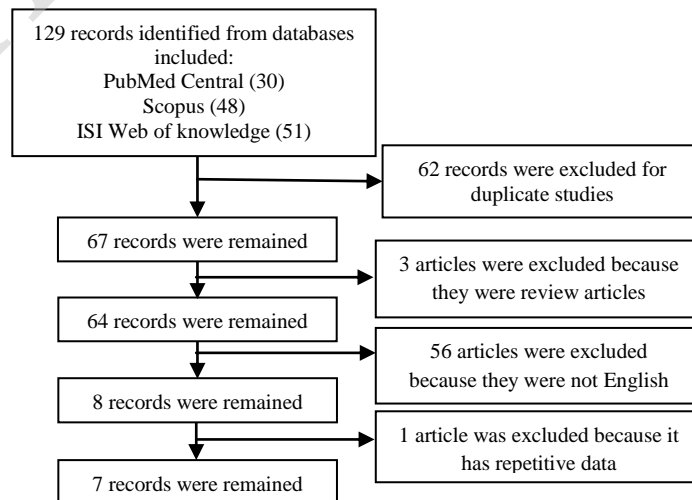 129 records identified from databases
included:
PubMed Central (30)
Scopus (48)
ISI Web of knowledge (51)
62 records were excluded for
duplicate studies
67 records were remained
3 articles were excluded because
they were review articles
64 records were remained
56 articles were excluded
because they were not English
8 records were remained
1 article was excluded because it
has repetitive data
7 records were remained